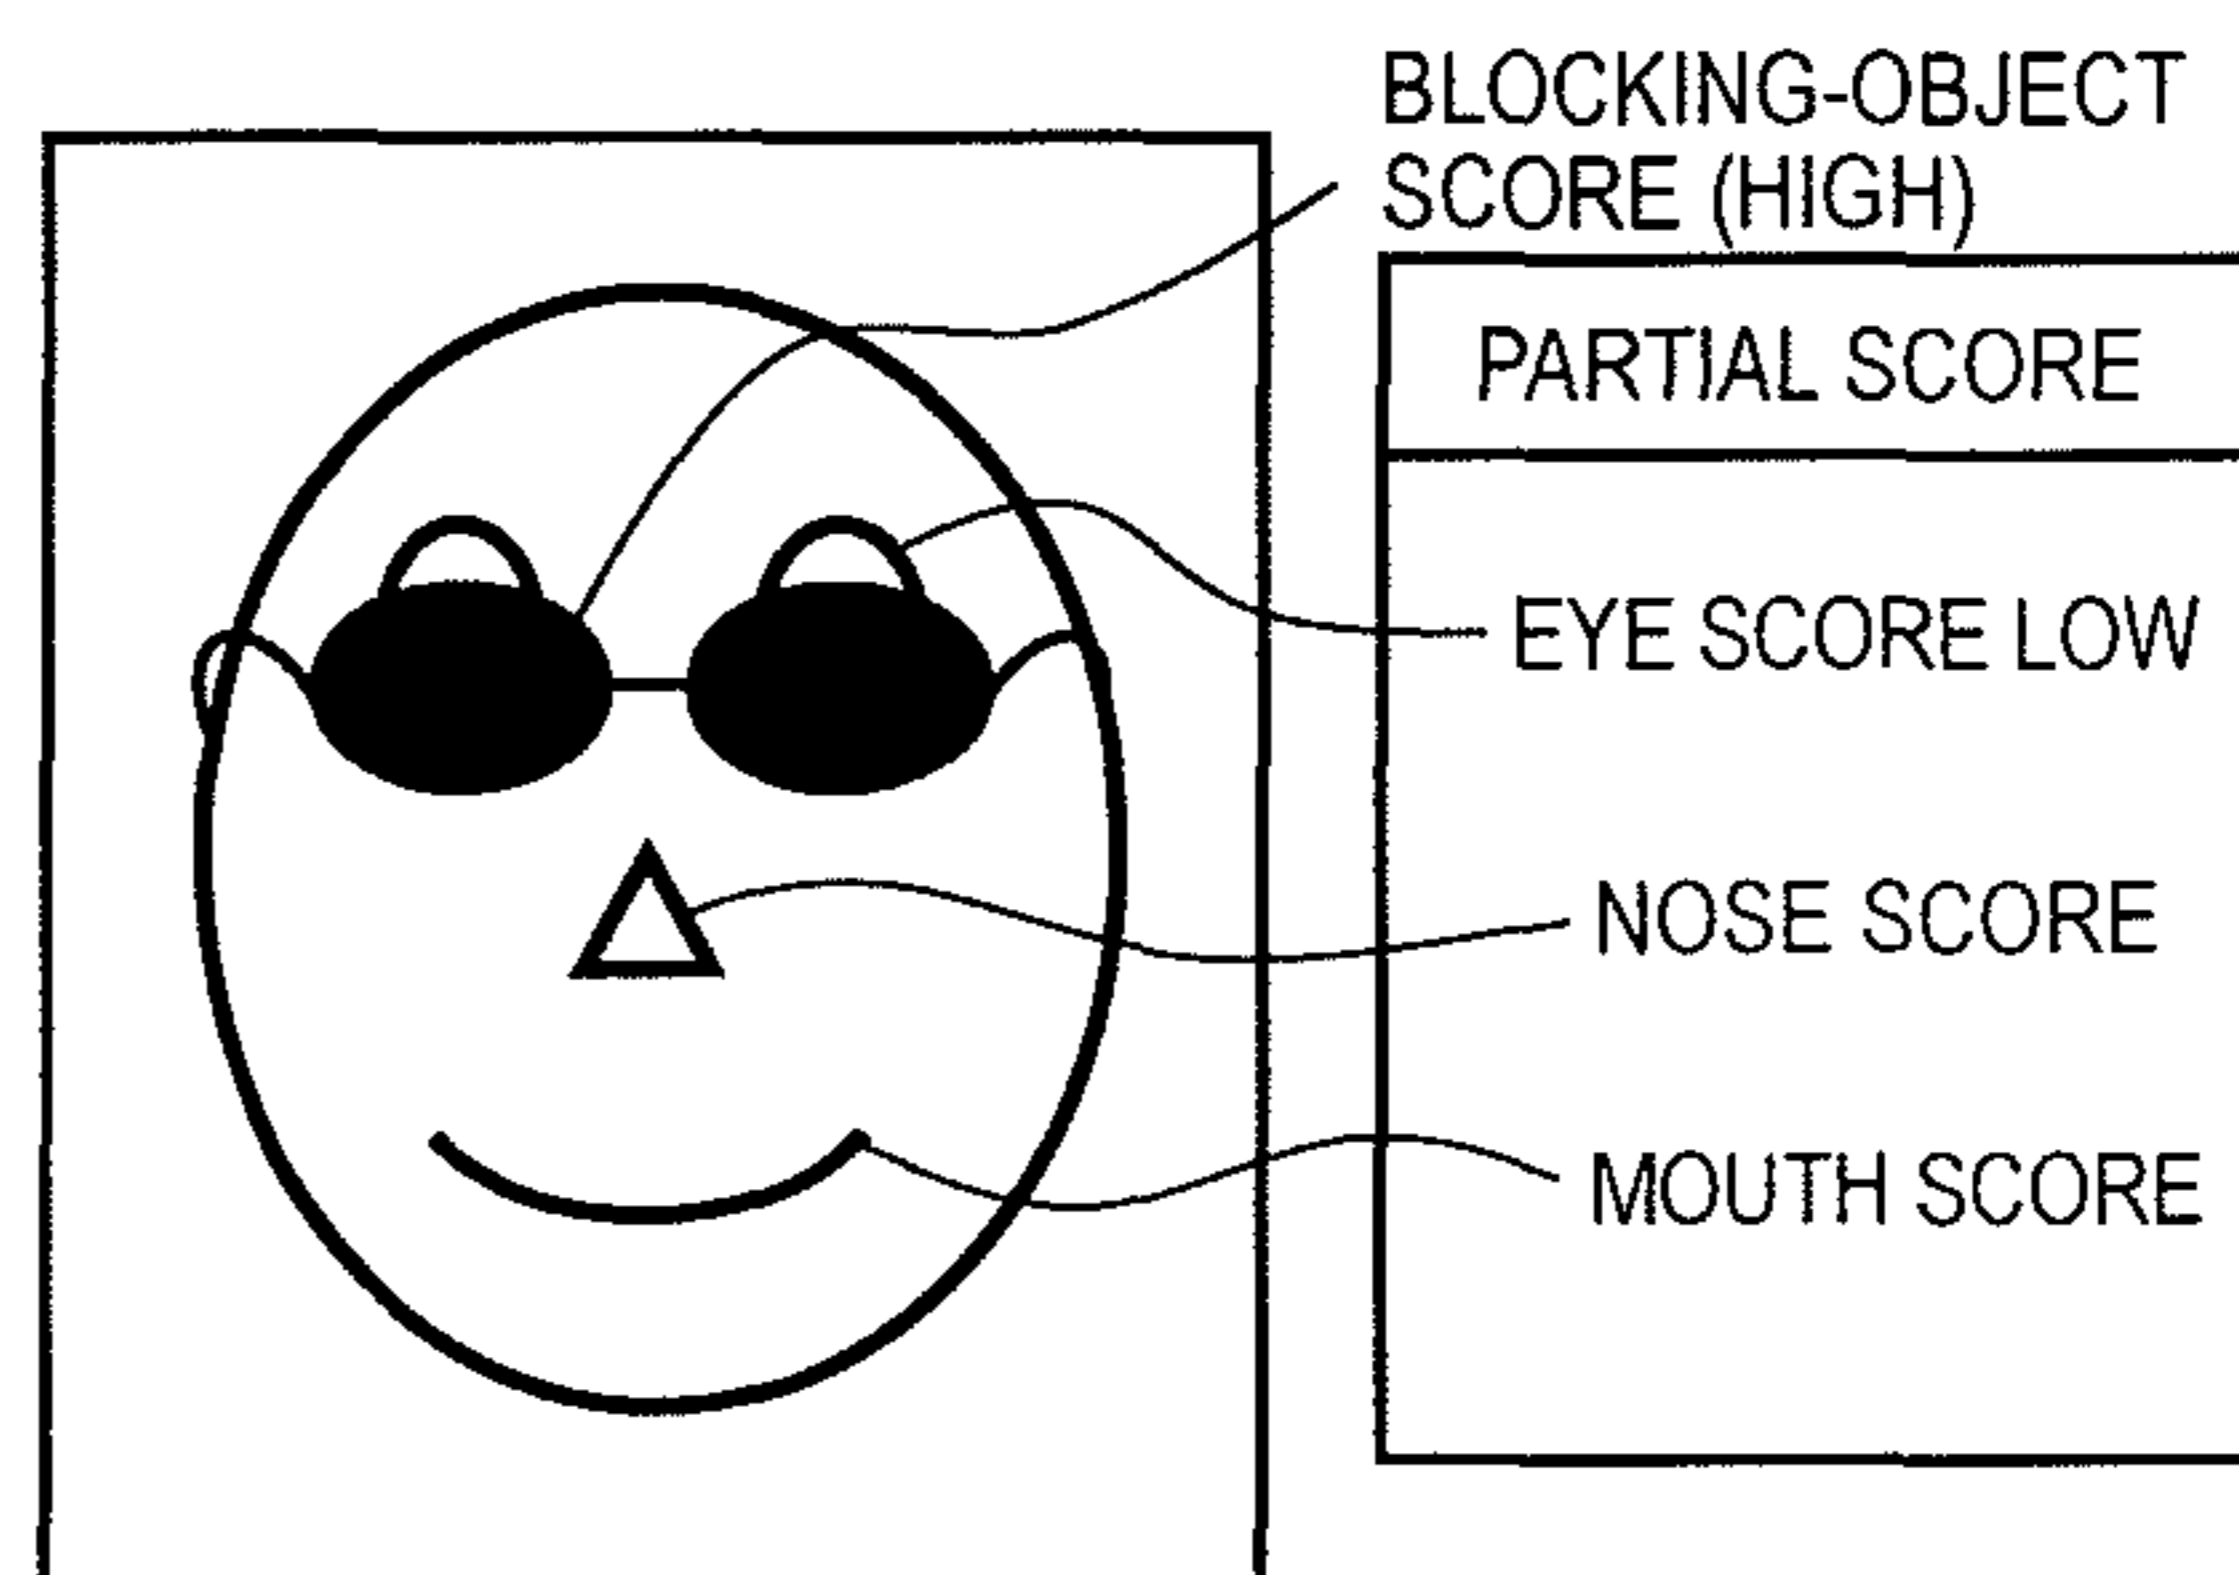 BLOCKING-OBJECT
SCORE (HIGH)
PARTIAL SCORE
EYE SCORE LOW
NOSE SCORE
MOUTH SCORE